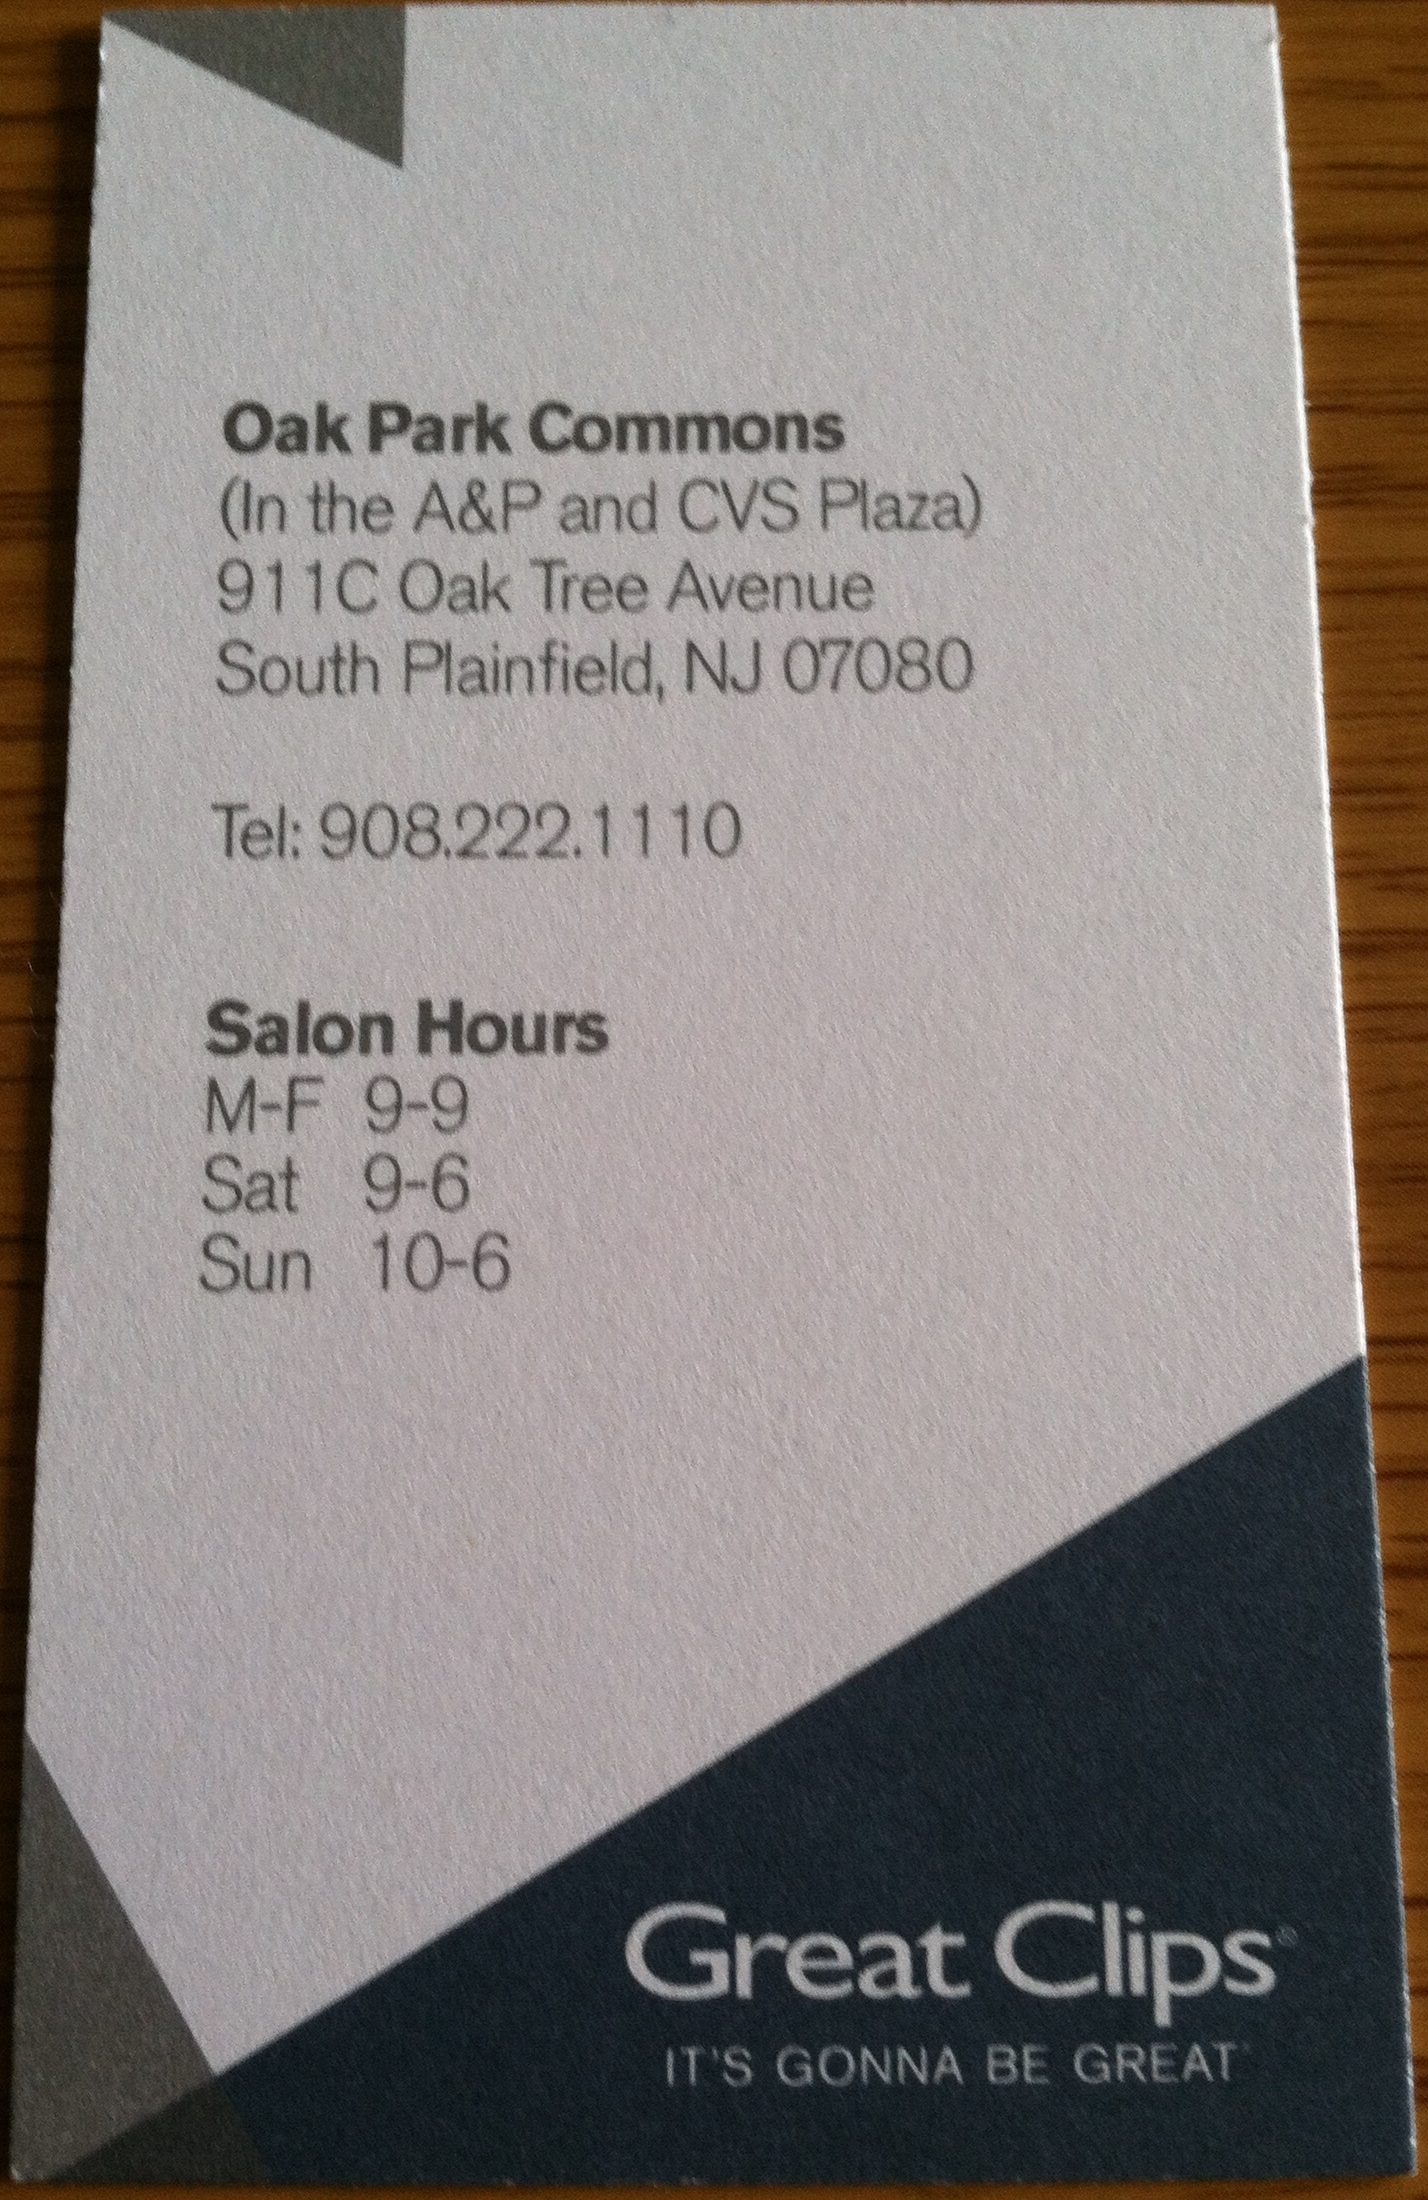 Oak Park Commons
(In the A&P and CVS Plaza)
911C Oak Tree Avenue
South Plainfield, NJ 07080
Tel: 908.222.1110
Salon Hours
M-F 9-9
Sat 9-6
Sun 10-6
Great Clips®
IT'S GONNA BE GREAT